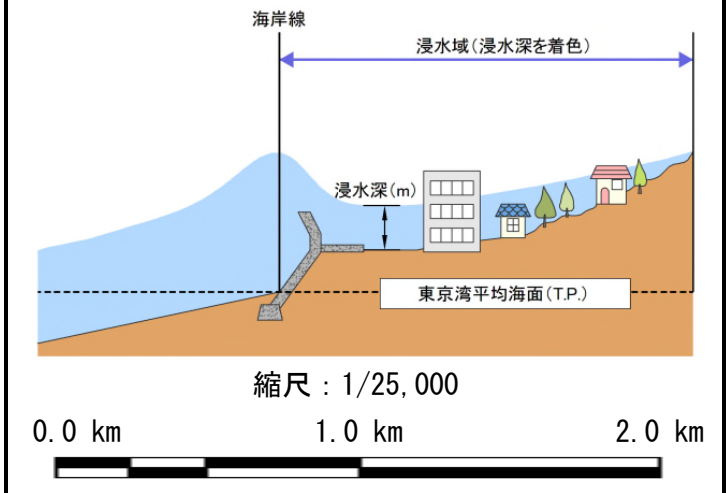 海岸線
浸水域(浸水深を着色)
浸水深(m)
東京湾平均海面(T.P.)
縮尺:1/25,000
0.0 km 1.0 km 2.0 km